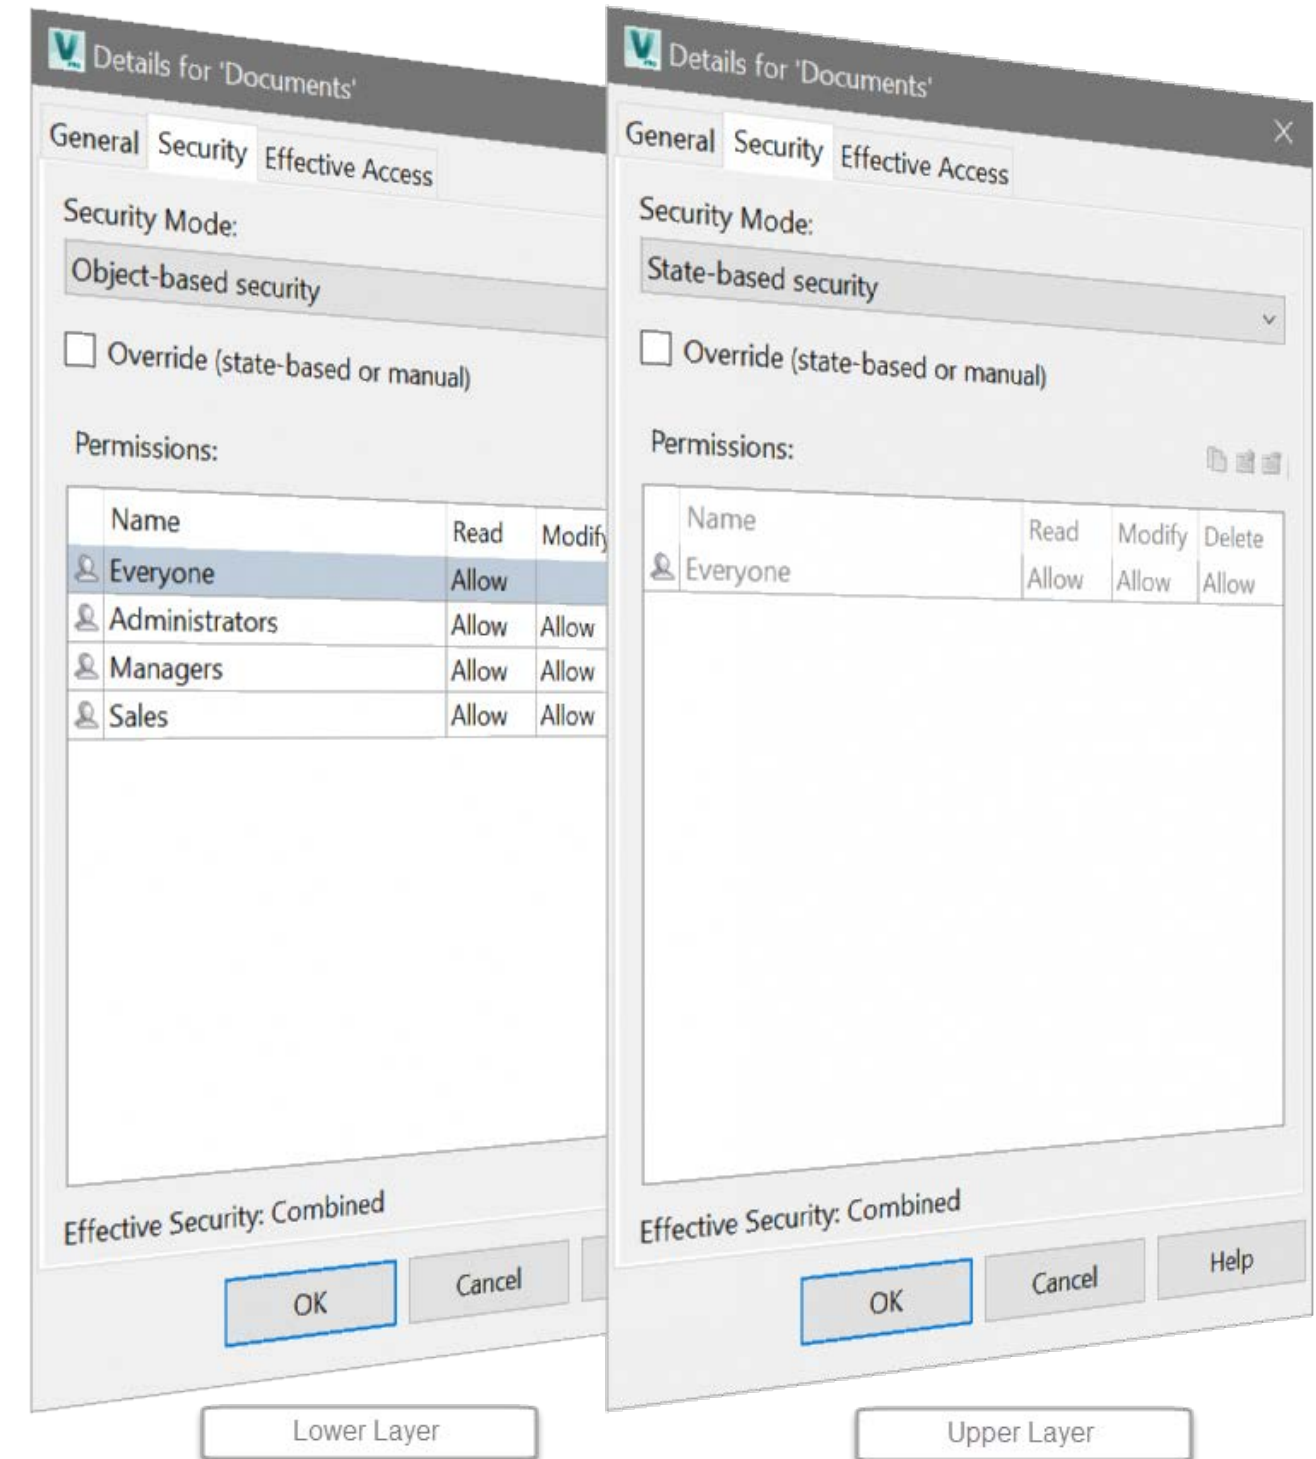 Details for 'Documents'
General Security Effective Access
Security Mode:
Object-based security
Override (state-based or manual)
Permissions:
Name Read Modify
Everyone Allow
Administrators Allow Allow
Managers Allow Allow
Sales Allow Allow
Effective Security: Combined
OK Cancel
Lower Layer
Details for 'Documents'
General Security Effective Access
Security Mode:
State-based security
Override (state-based or manual)
Permissions:
Name Read Modify Delete
Everyone Allow Allow Allow
Effective Security: Combined
OK Cancel Help
Upper Layer